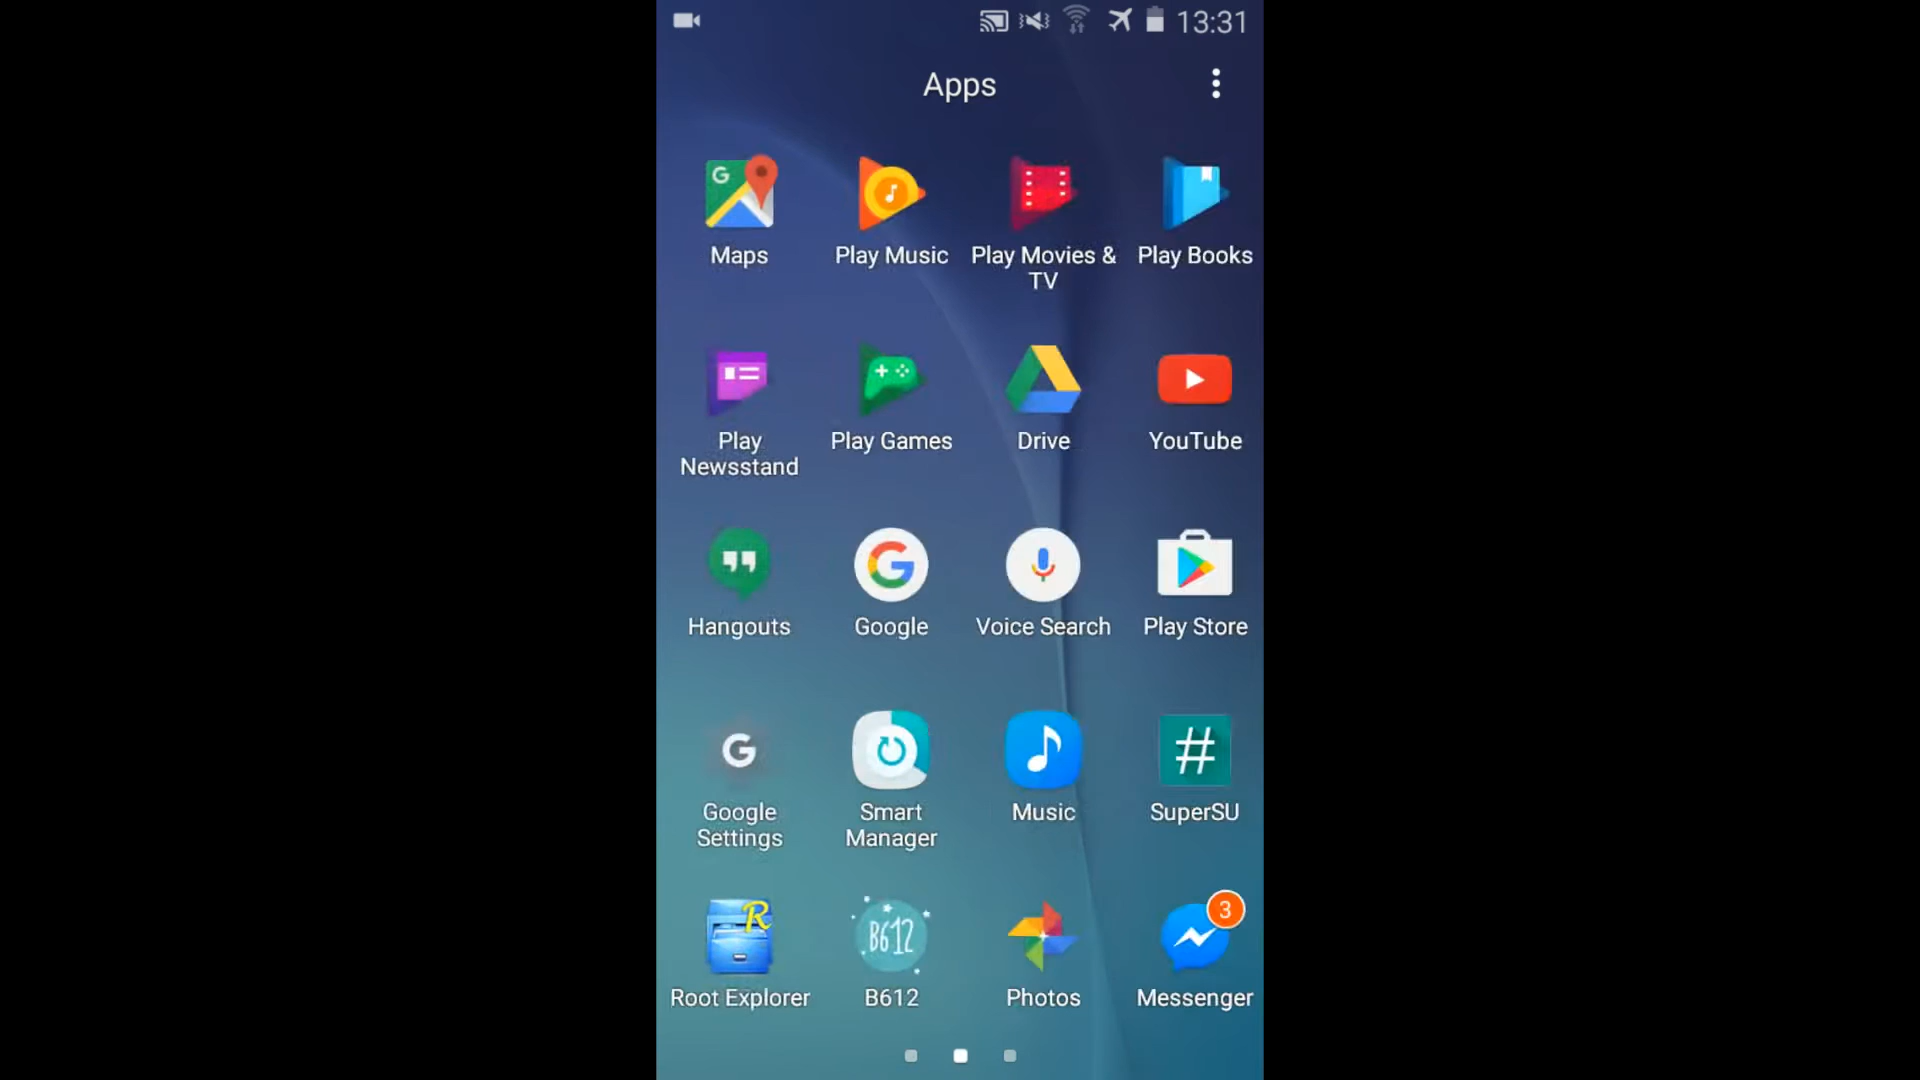 13:31
Apps
G
Maps
Play Music
Play Movies &
TV
Play Books
Play
Newsstand
Play Games
Drive
YouTube
Hangouts
G
Google
Voice Search
Play Store
G
Google
Settings
Smart
Manager
Music
#
SuperSU
R
Root Explorer
B612
B612
Photos
3
Messenger